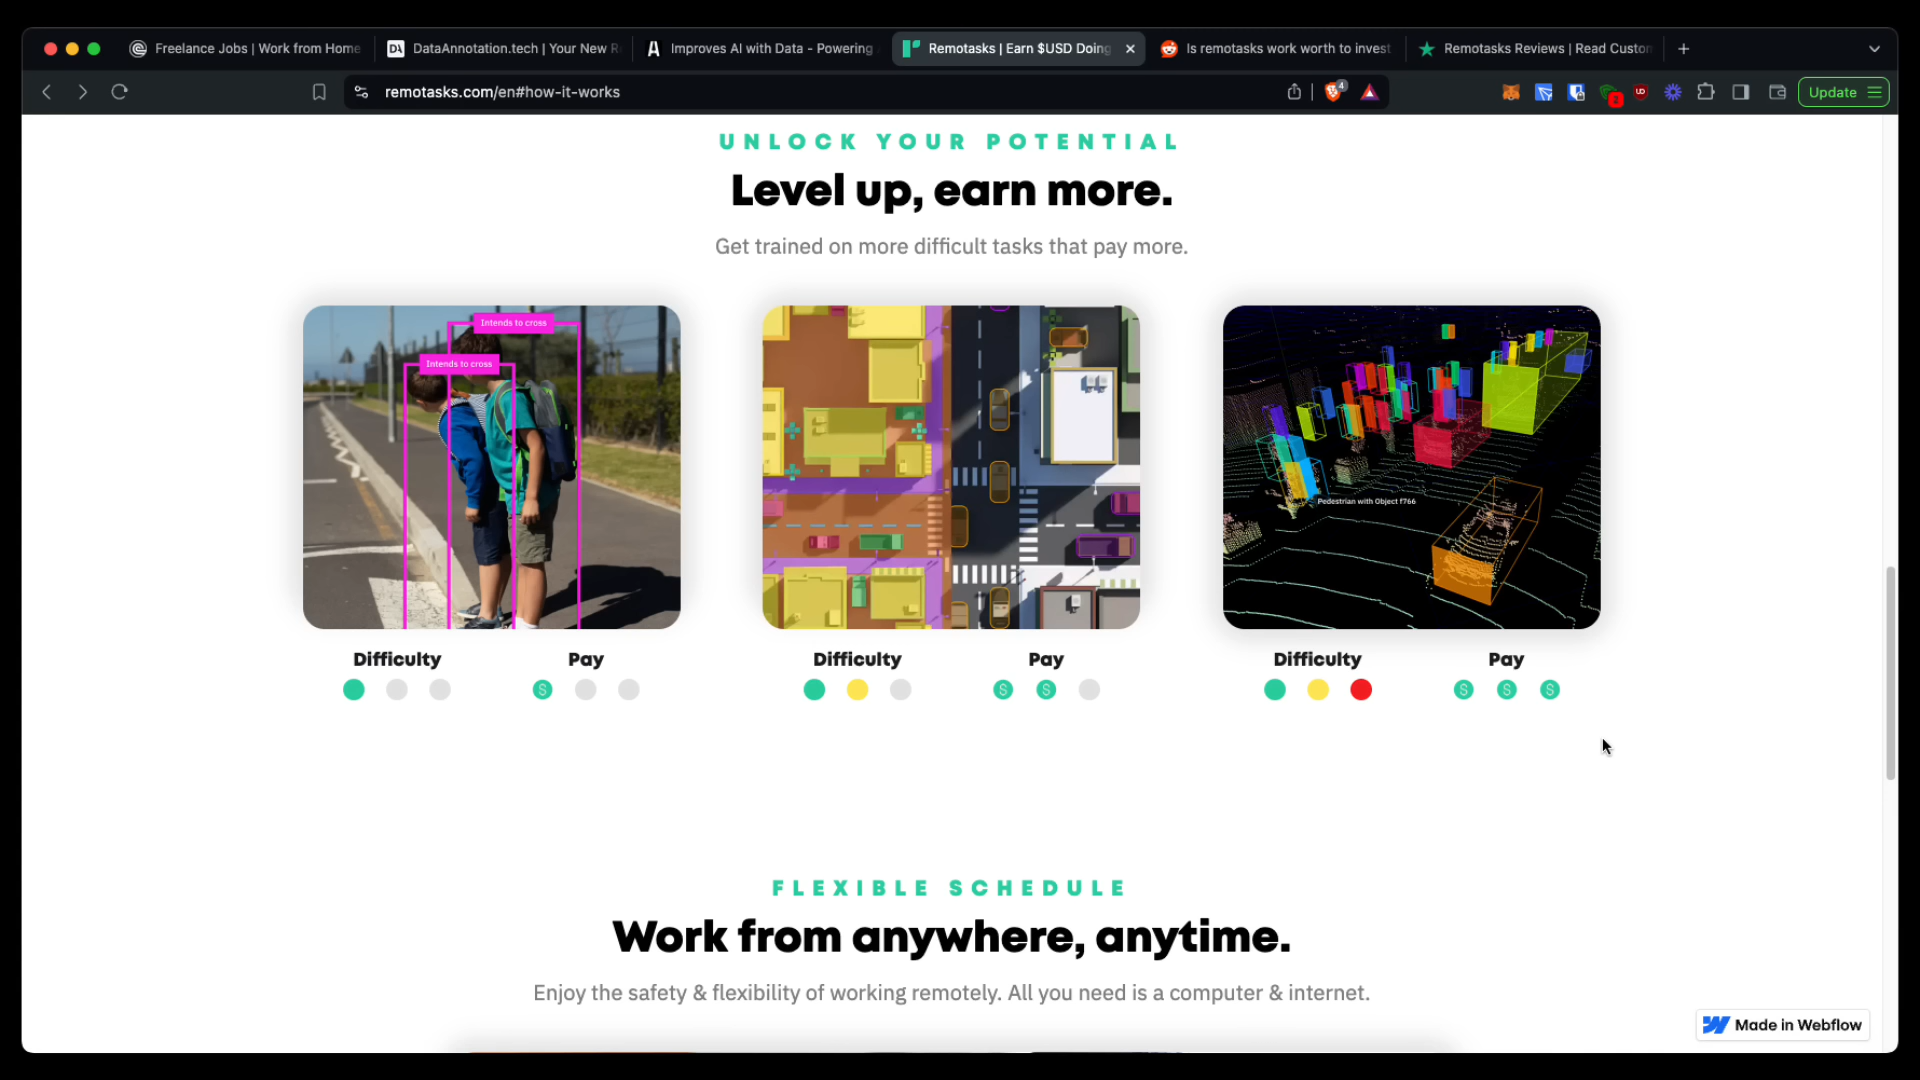 Freelance Jobs | Work from Home
DataAnnotation.tech | Your New R
Improves AI with Data - Powering
Remotasks | Earn $USD Doing
Is remotasks work worth to invest
Remotasks Reviews | Read Custom
remotasks.com/en#how-it-works
4
2
Update
UNLOCK YOUR POTENTIAL
Level up, earn more.
Get trained on more difficult tasks that pay more.
Intends to cross
Intends to cross
Pedestrian with Object f766
Difficulty Pay
Difficulty Pay
Difficulty Pay
FLEXIBLE SCHEDULE
Work from anywhere, anytime.
Enjoy the safety & flexibility of working remotely. All you need is a computer & internet.
Made in Webflow